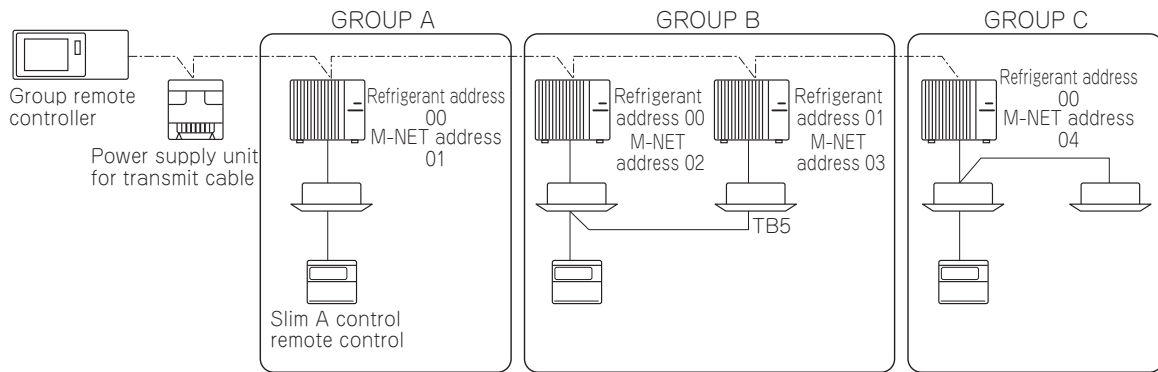 GROUP A
GROUP B
GROUP C
Group remote
controller
Power supply unit
for transmit cable
Refrigerant address
00
M-NET address
01
Slim A control
remote control
Refrigerant
address 00
M-NET
address 02
Refrigerant
address 01
M-NET
address 03
TB5
Refrigerant address
00
M-NET address
04